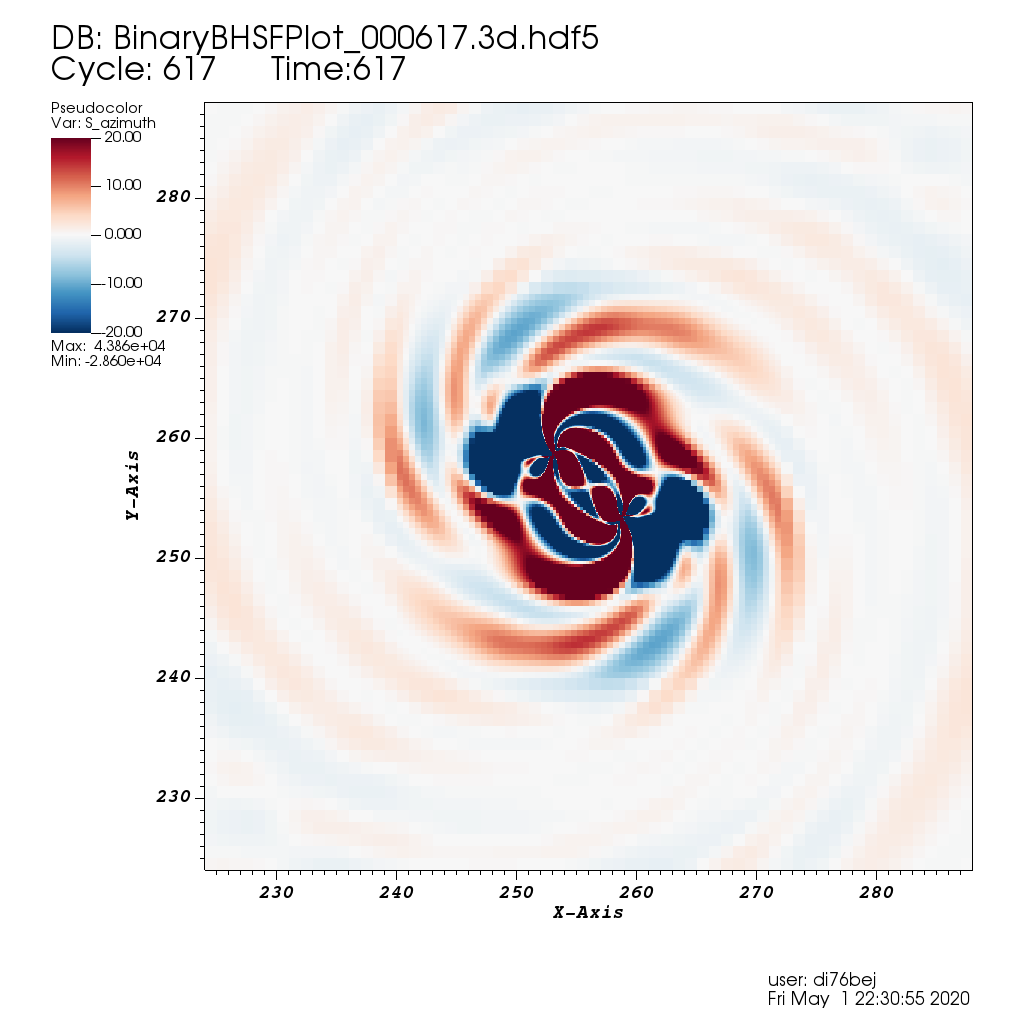 DB: BinaryBHSFPlot_000617.3d.hdf5
Cycle: 617 Time:617
Pseudocolor
Var: S_azimuth
20.00
10.00
0.000
-10.00
-20.00
Max: 4.386e+04
Min: -2.860e+04
280
270
260
250
240
230
Y-Axis
230 240 250 260 270 280
X-Axis
user: di76bej
Fri May 1 22:30:55 2020